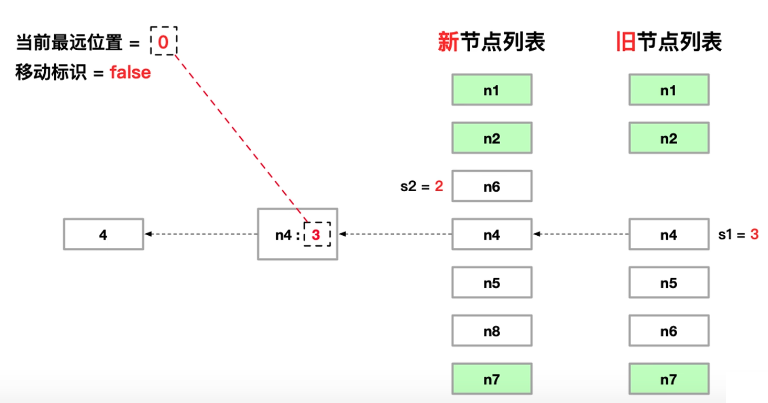 当前最远位置 = 0
移动标识 = false
新节点列表
旧节点列表
n1
n1
n2
n2
s2 = 2
n6
4
n4 : 3
n4
n4
s1 = 3
n5
n5
n8
n6
n7
n7